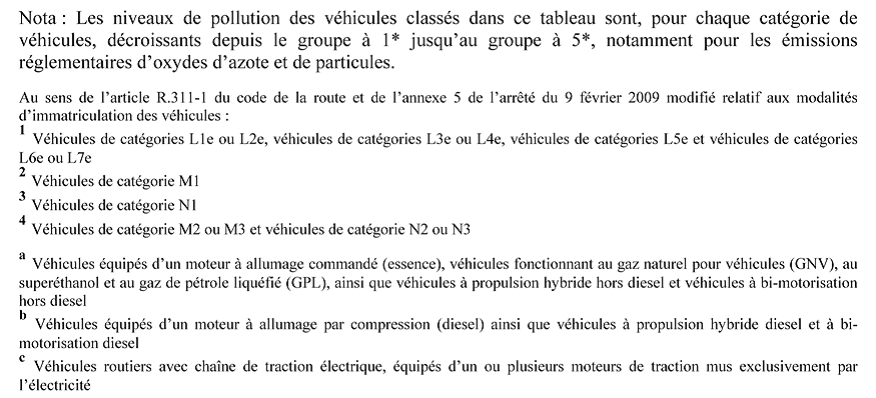 Nota : Les niveaux de pollution des véhicules classés dans ce tableau sont, pour chaque catégorie de
véhicules, décroissants depuis le groupe à 1* jusqu'au groupe à 5*, notamment pour les émissions
réglementaires d'oxydes d'azote et de particules.
Au sens de l'article R.311-1 du code de la route et de l'annexe 5 de l'arrêté du 9 février 2009 modifié relatif aux modalités
d'immatriculation des véhicules :
1 Véhicules de catégories L1e ou L2e, véhicules de catégories L3e ou L4e, véhicules de catégories L5e et véhicules de catégories
L6e ou L7e
2 Véhicules de catégorie M1
3 Véhicules de catégorie N1
4 Véhicules de catégorie M2 ou M3 et véhicules de catégorie N2 ou N3
a Véhicules équipés d'un moteur à allumage commandé (essence), véhicules fonctionnant au gaz naturel pour véhicules (GNV), au
superéthanol et au gaz de pétrole liquéfié (GPL), ainsi que véhicules à propulsion hybride hors diesel et véhicules à bi-motorisation
hors diesel
b Véhicules équipés d'un moteur à allumage par compression (diesel) ainsi que véhicules à propulsion hybride diesel et à bi-
motorisation diesel
c Véhicules routiers avec chaîne de traction électrique, équipés d'un ou plusieurs moteurs de traction mus exclusivement par
l'électricité